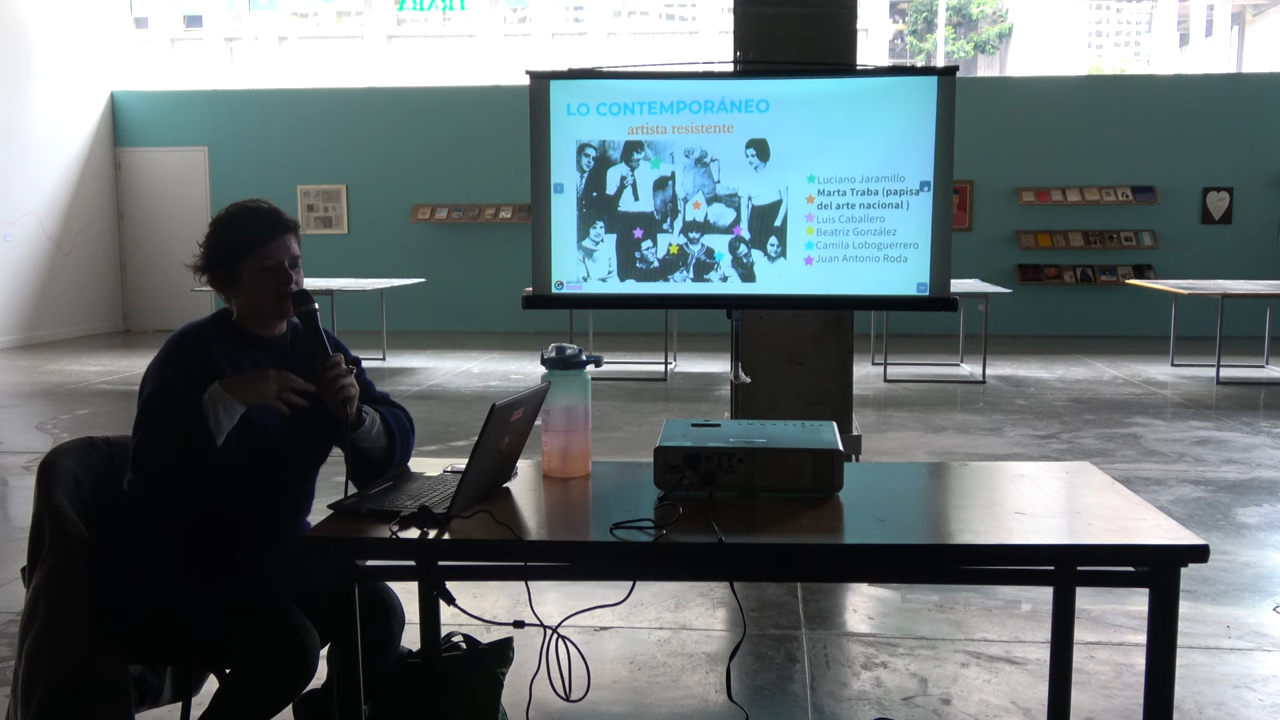 LO CONTEMPORÁNEO
artista resistente
Luciano Jaramillo
Marta Traba (papisa
del arte nacional )
Luis Caballero
Beatriz González
Camila Loboguerrero
Juan Antonio Roda